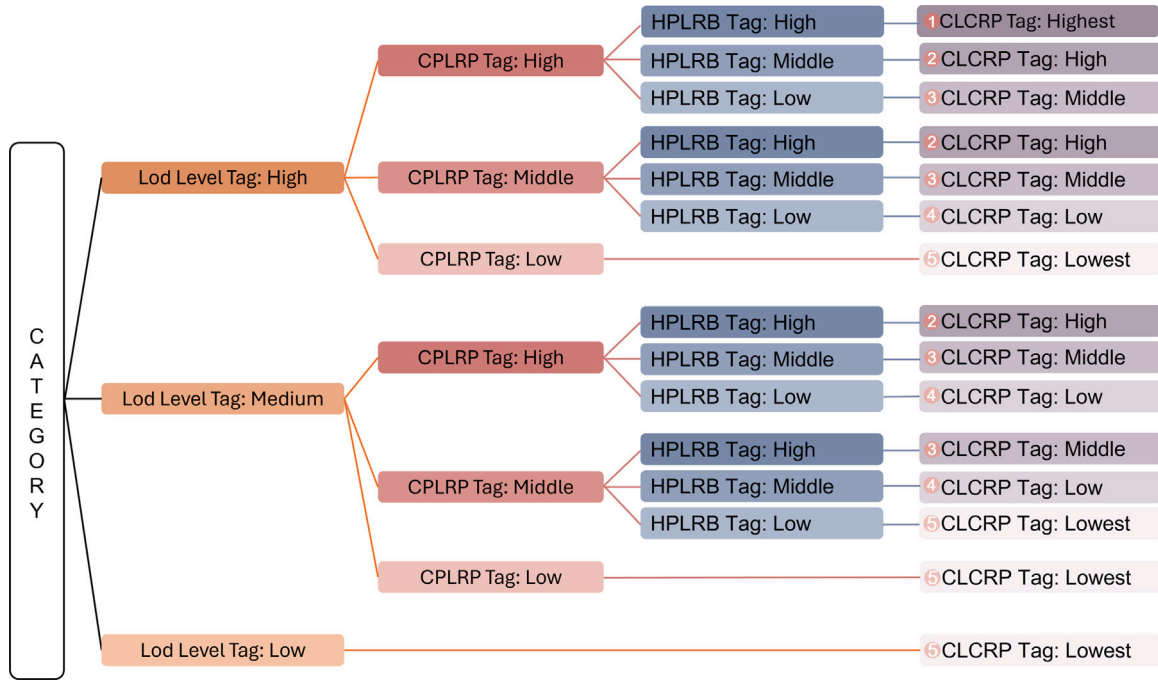 CATEGORY
Lod Level Tag: High
CPLRP Tag: High
HPLRB Tag: High
1 CLCRP Tag: Highest
HPLRB Tag: Middle
2 CLCRP Tag: High
HPLRB Tag: Low
3 CLCRP Tag: Middle
CPLRP Tag: Middle
HPLRB Tag: High
2 CLCRP Tag: High
HPLRB Tag: Middle
3 CLCRP Tag: Middle
HPLRB Tag: Low
4 CLCRP Tag: Low
CPLRP Tag: Low
5 CLCRP Tag: Lowest
Lod Level Tag: Medium
CPLRP Tag: High
HPLRB Tag: High
2 CLCRP Tag: High
HPLRB Tag: Middle
3 CLCRP Tag: Middle
HPLRB Tag: Low
4 CLCRP Tag: Low
CPLRP Tag: Middle
HPLRB Tag: High
3 CLCRP Tag: Middle
HPLRB Tag: Middle
4 CLCRP Tag: Low
HPLRB Tag: Low
5 CLCRP Tag: Lowest
CPLRP Tag: Low
5 CLCRP Tag: Lowest
Lod Level Tag: Low
5 CLCRP Tag: Lowest